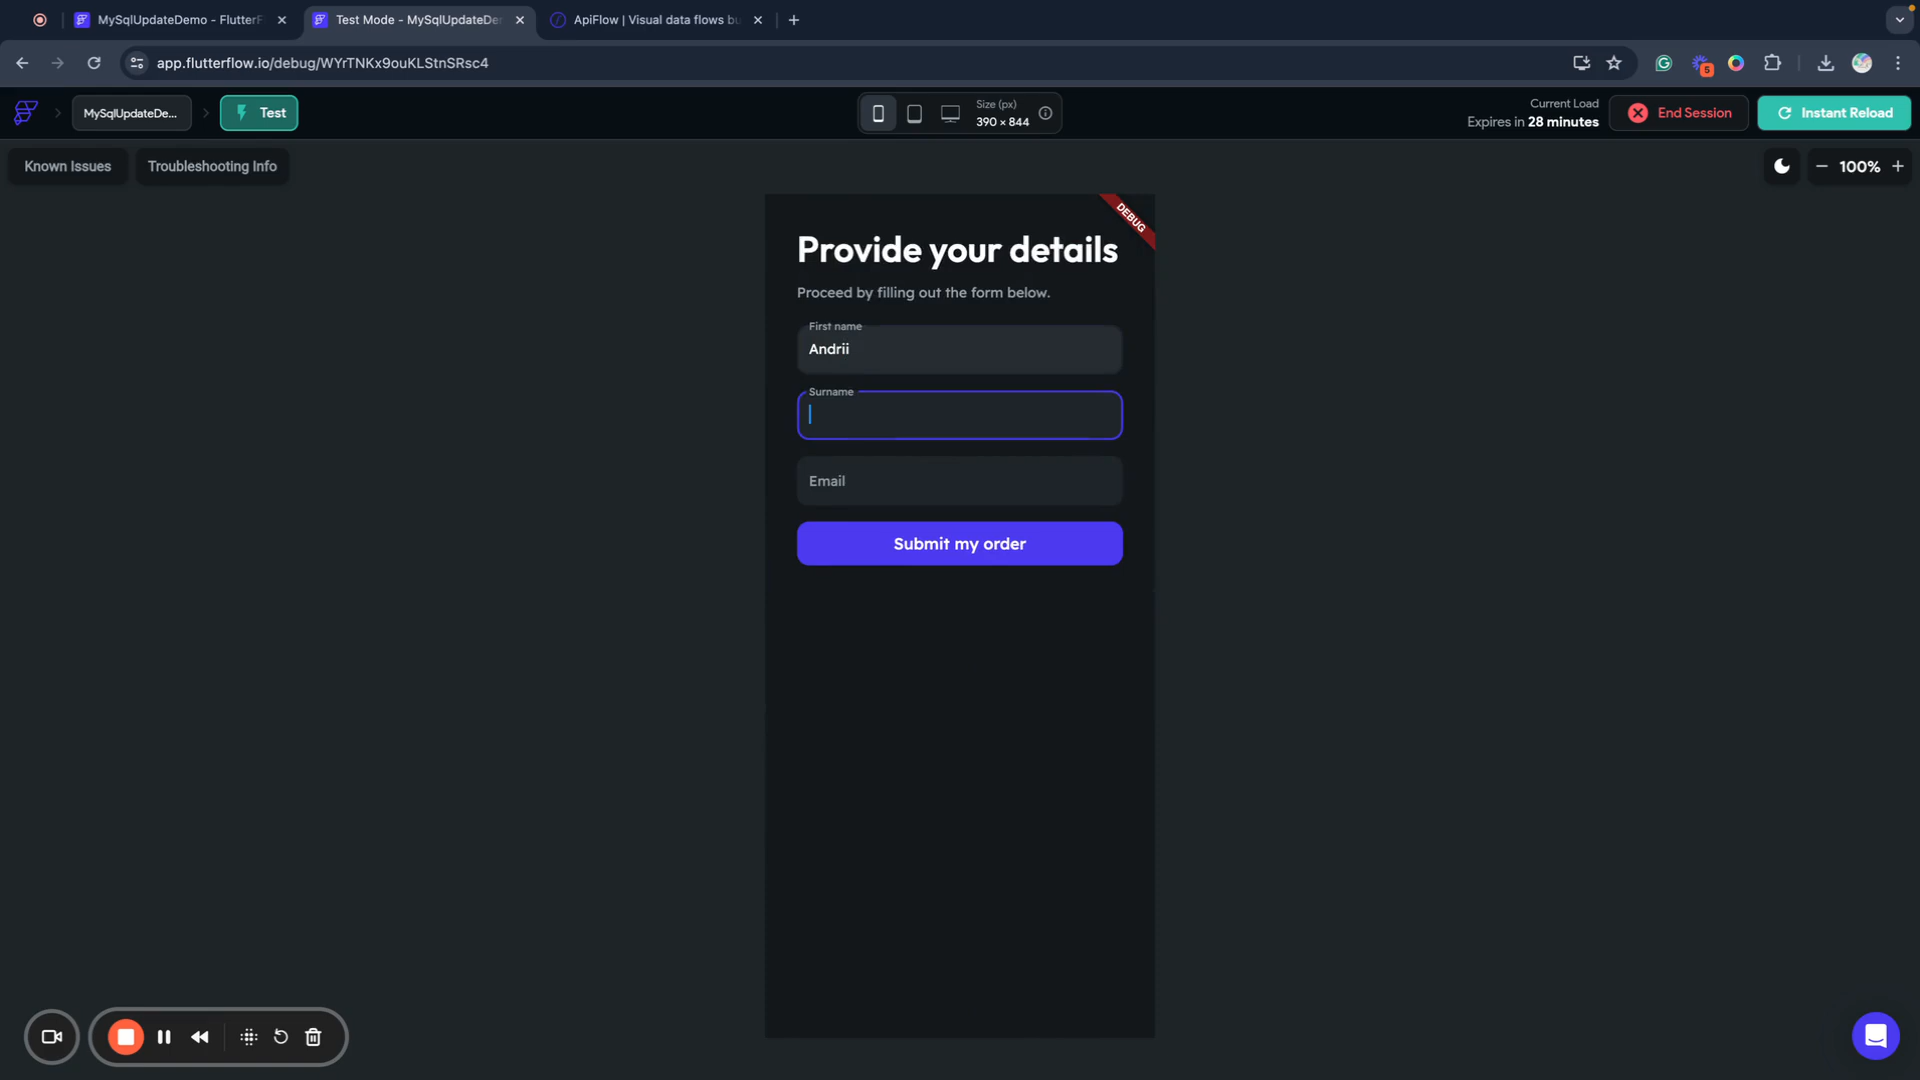 MySqlUpdateDemo - FlutterF
Test Mode - MySqlUpdateDe
ApiFlow | Visual data flows bu
app.flutterflow.io/debug/WYrTNKx9ouKLStnSRsc4
5
MySqlUpdateDe...
Test
Size (px)
390 × 844
Current Load
Expires in 28 minutes
End Session
Instant Reload
Known Issues
Troubleshooting Info
100%
DEBUG
Provide your details
Proceed by filling out the form below.
First name
Andrii
Surname
Email
Submit my order